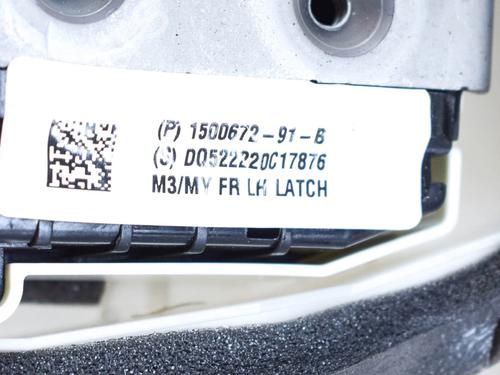 (P) 1500672-91-B
(S) DQ522220C17876
M3/MY FR LH LATCH